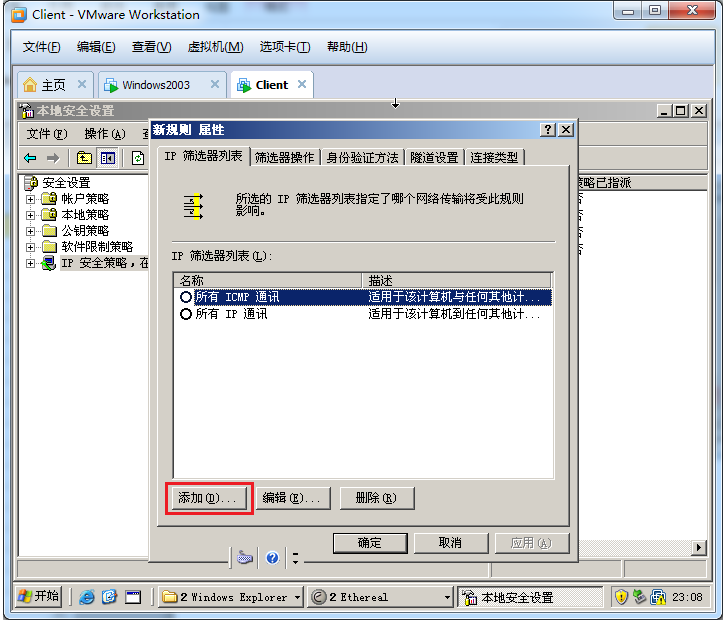 Client - VMware Workstation
文件(F) 编辑(E) 查看(V) 虚拟机(M) 选项卡(T) 帮助(H)
主页 Windows2003 Client
本地安全设置
文件(F) 操作(A)
新规则 属性
IP 筛选器列表 筛选器操作 身份验证方法 隧道设置 连接类型
安全设置
帐户策略
本地策略
公钥策略
软件限制策略
IP 安全策略，在
策略已指派
否
否
否
所选的 IP 筛选器列表指定了哪个网络传输将受此规则
影响。
IP 筛选器列表(L):
名称 描述
所有 ICMP 通讯 适用于该计算机与任何其他计...
所有 IP 通讯 适用于该计算机到任何其他计...
添加(D)... 编辑(E)... 删除(R)
确定 取消 应用(A)
开始 2 Windows Explorer 2 Ethereal 本地安全设置 23:08